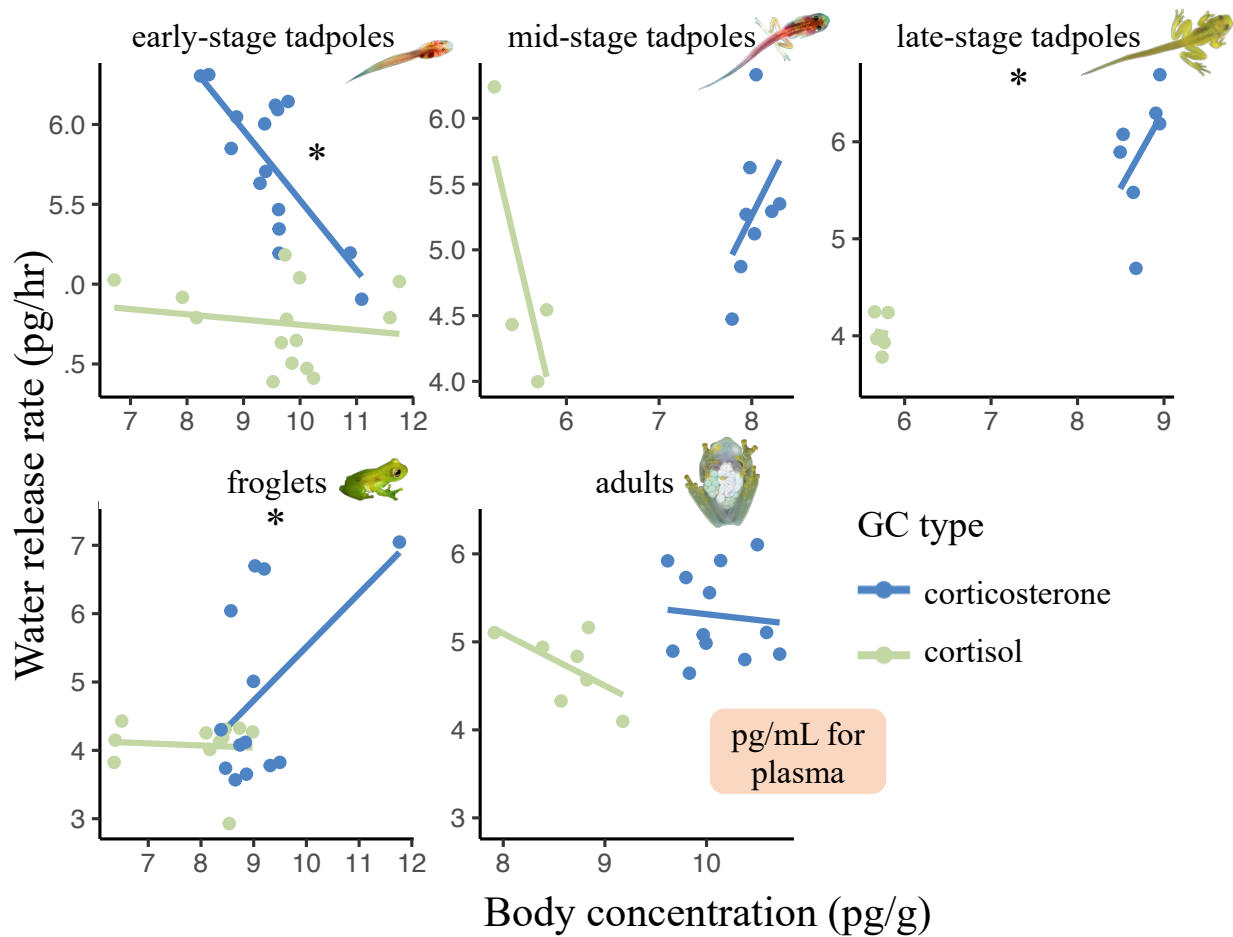 early-stage tadpoles
mid-stage tadpoles
late-stage tadpoles
*
*
6.0
5.5
.0
.5
7 8 9 10 11 12
6.0
5.5
5.0
4.5
4.0
6 7 8
6
5
4
6 7 8 9
Water release rate (pg/hr)
froglets
adults
*
7
6
5
4
3
7 8 9 10 11 12
6
5
4
3
8 9 10
pg/mL for
plasma
GC type
corticosterone
cortisol
Body concentration (pg/g)